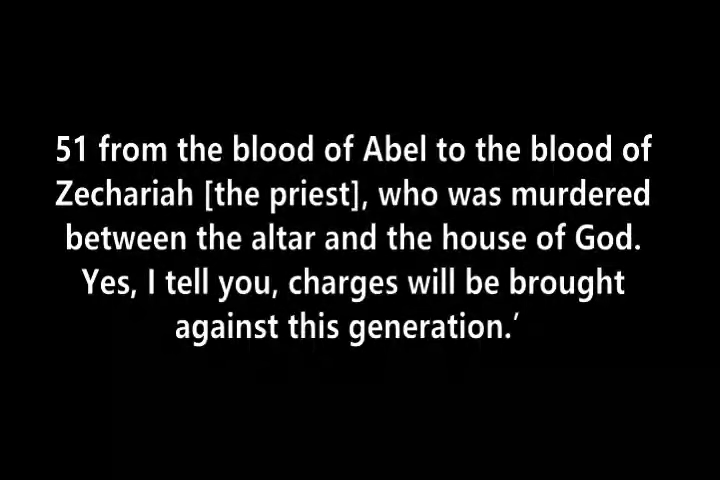 51 from the blood of Abel to the blood of
Zechariah [the priest], who was murdered
between the altar and the house of God.
Yes, I tell you, charges will be brought
against this generation.’